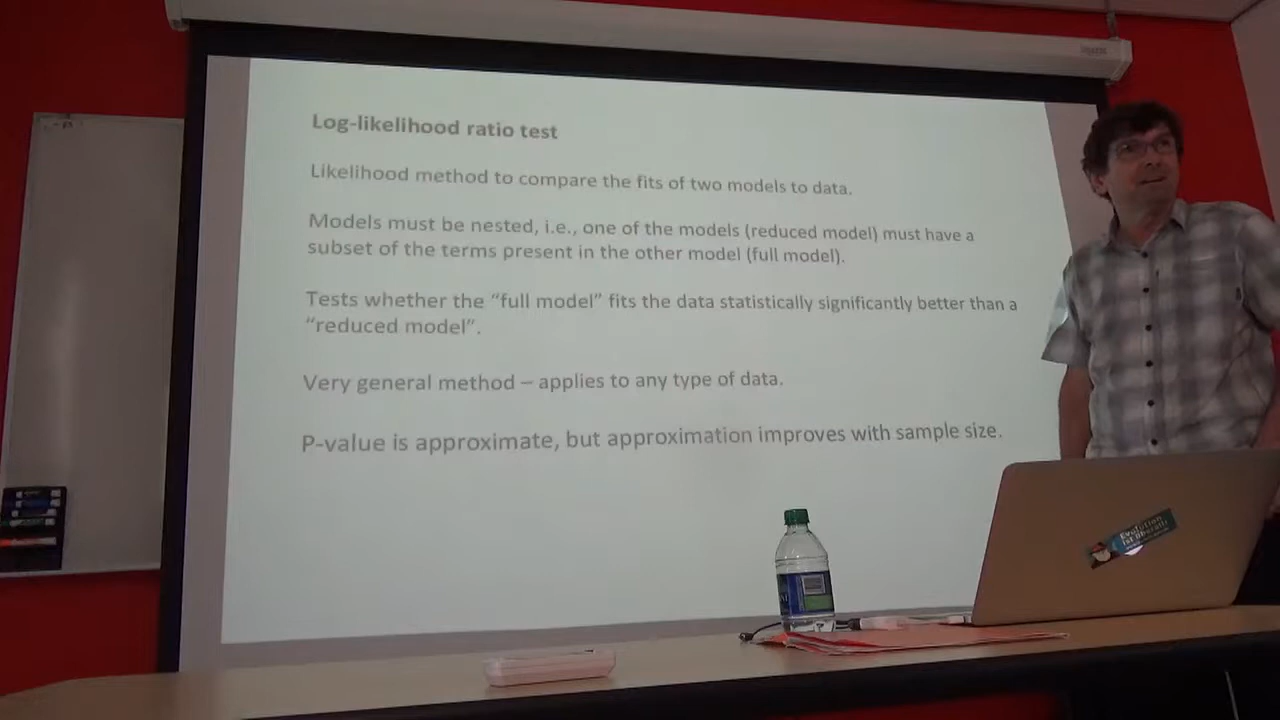 Log-likelihood ratio test
Likelihood method to compare the fits of two models to data.
Models must be nested, i.e., one of the models (reduced model) must have a
subset of the terms present in the other model (full model).
Tests whether the “full model” fits the data statistically significantly better than a
“reduced model”.
Very general method – applies to any type of data.
P-value is approximate, but approximation improves with sample size.
Evolution
ist überall!